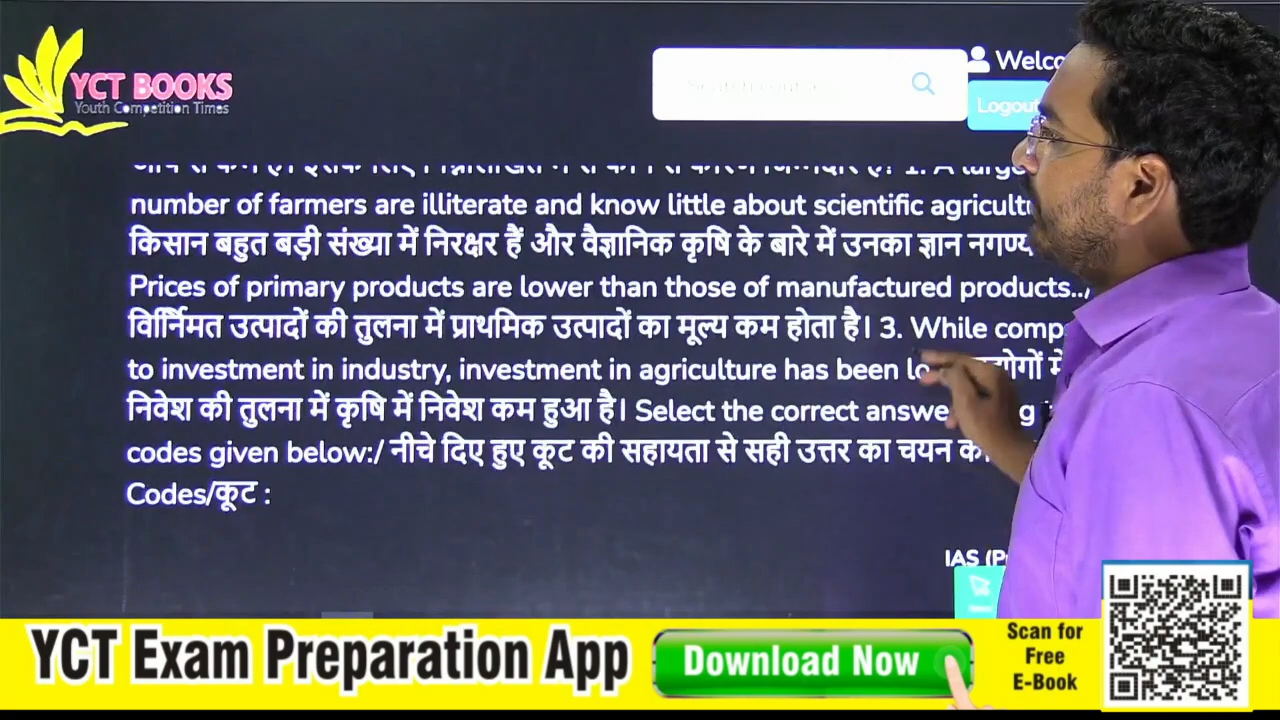 YCT BOOKS
Youth Competition Times
Welco
Logout
number of farmers are illiterate and know little about scientific agricultu
किसान बहुत बड़ी संख्या में निरक्षर हैं और वैज्ञानिक कृषि के बारे में उनका ज्ञान नगण्य
Prices of primary products are lower than those of manufactured products..,
विर्निमित उत्पादों की तुलना में प्राथमिक उत्पादों का मूल्य कम होता है। 3. While comp
to investment in industry, investment in agriculture has been lo
निवेश की तुलना में कृषि में निवेश कम हुआ है। Select the correct answe
codes given below:/ नीचे दिए हुए कूट की सहायता से सही उत्तर का चयन क
Codes/कूट :
IAS (P
YCT Exam Preparation App
Download Now
Scan for
Free
E-Book